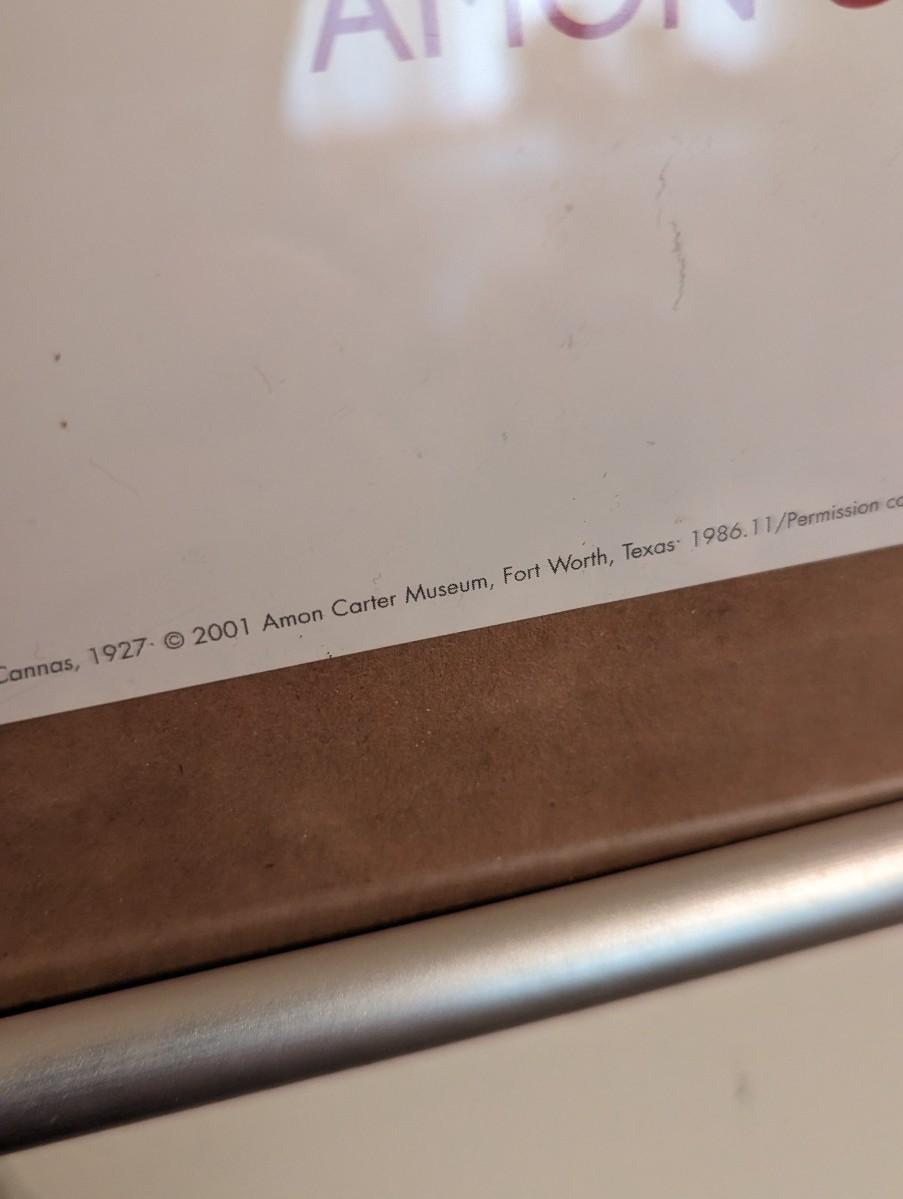 AMON
Cannas, 1927· © 2001 Amon Carter Museum, Fort Worth, Texas· 1986.11/Permission